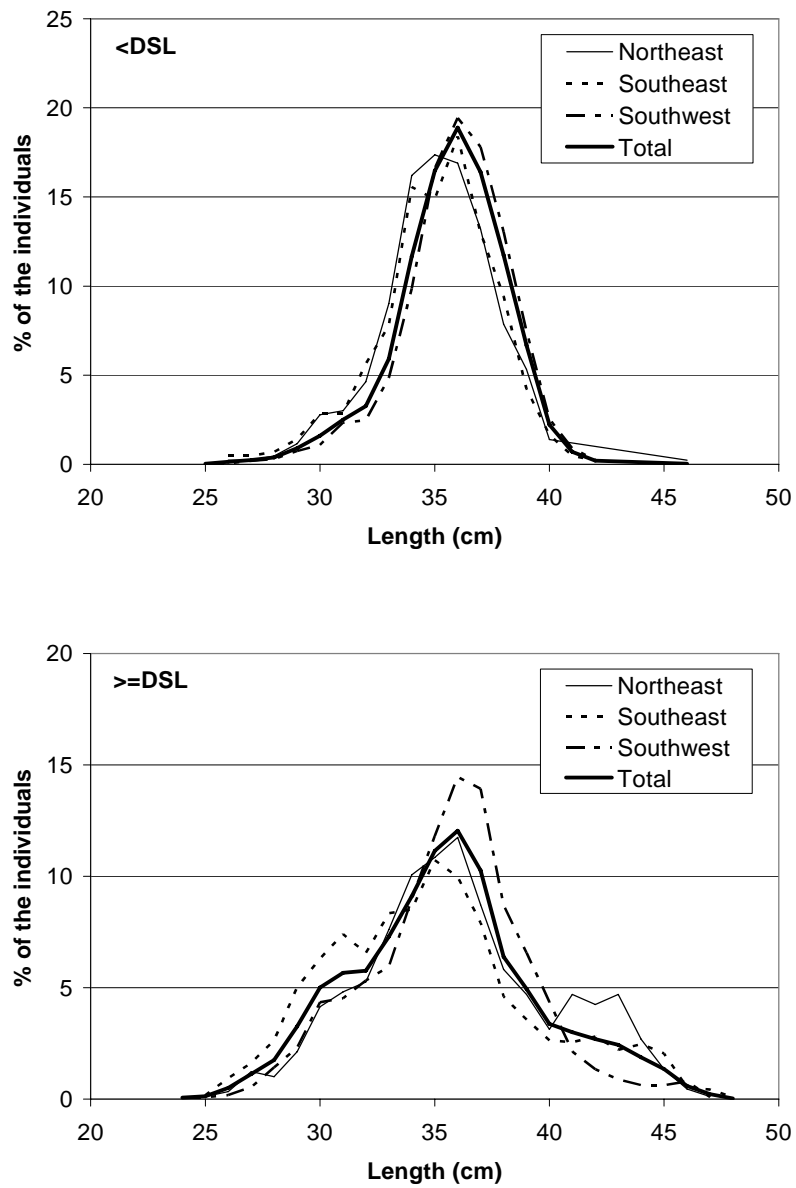 <DSL
Northeast
Southeast
Southwest
Total
% of the individuals
25
20
15
10
5
0
20 25 30 35 40 45 50
Length (cm)
>=DSL
Northeast
Southeast
Southwest
Total
% of the individuals
20
15
10
5
0
20 25 30 35 40 45 50
Length (cm)